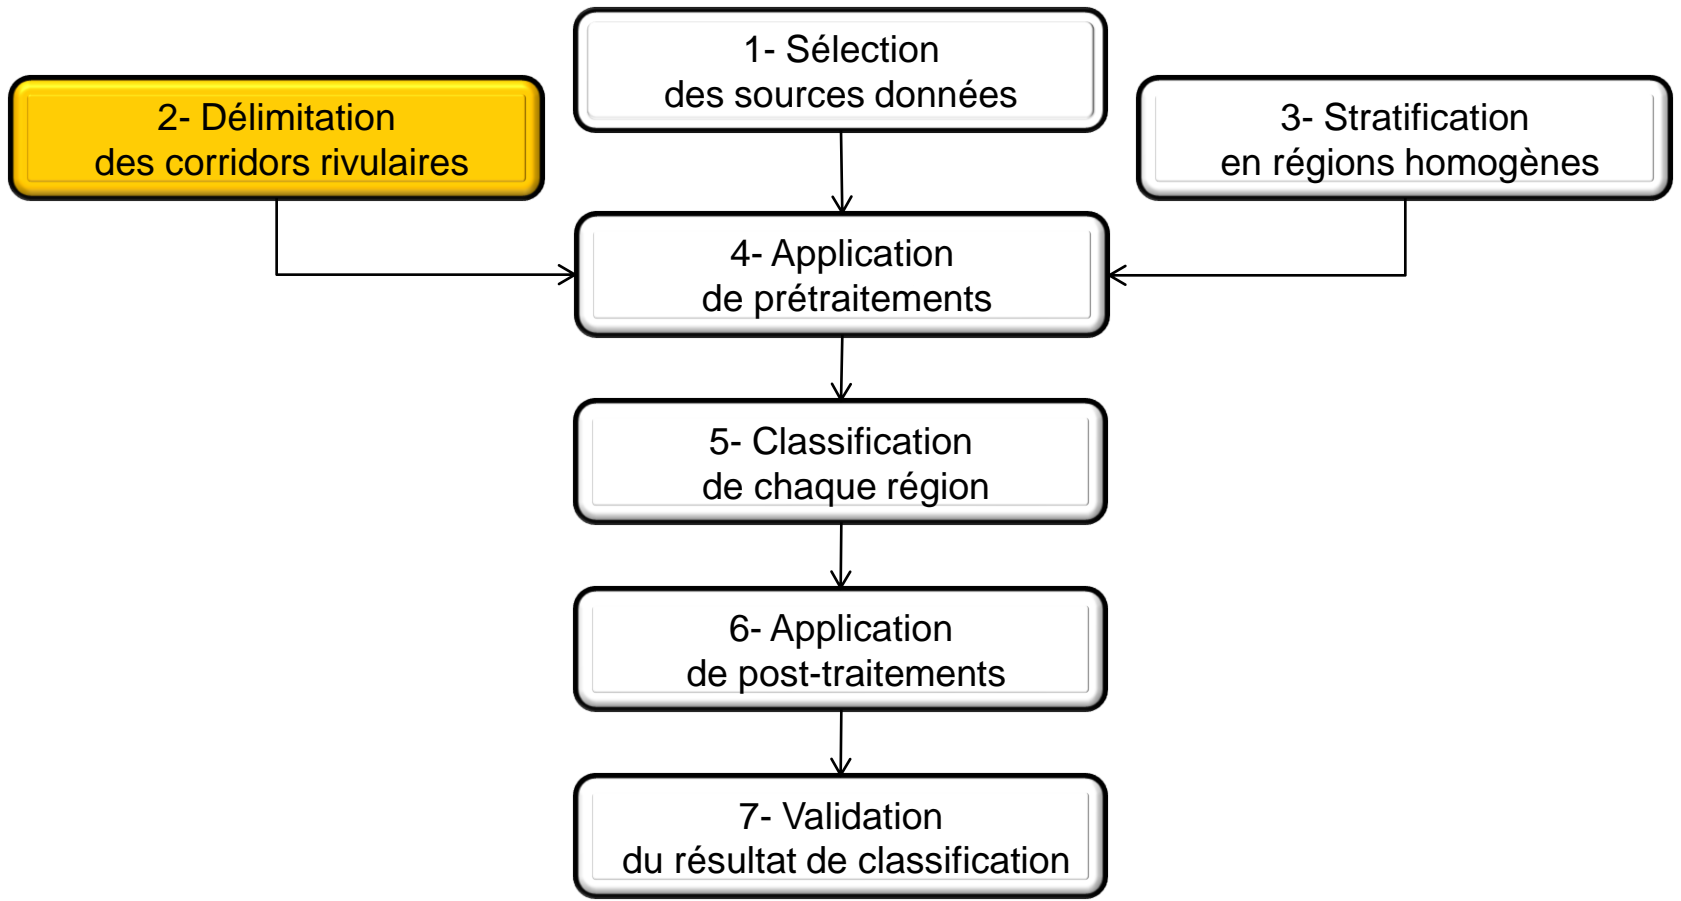 1- Sélection
des sources données
2- Délimitation
des corridors rivulaires
3- Stratification
en régions homogènes
4- Application
de prétraitements
5- Classification
de chaque région
6- Application
de post-traitements
7- Validation
du résultat de classification